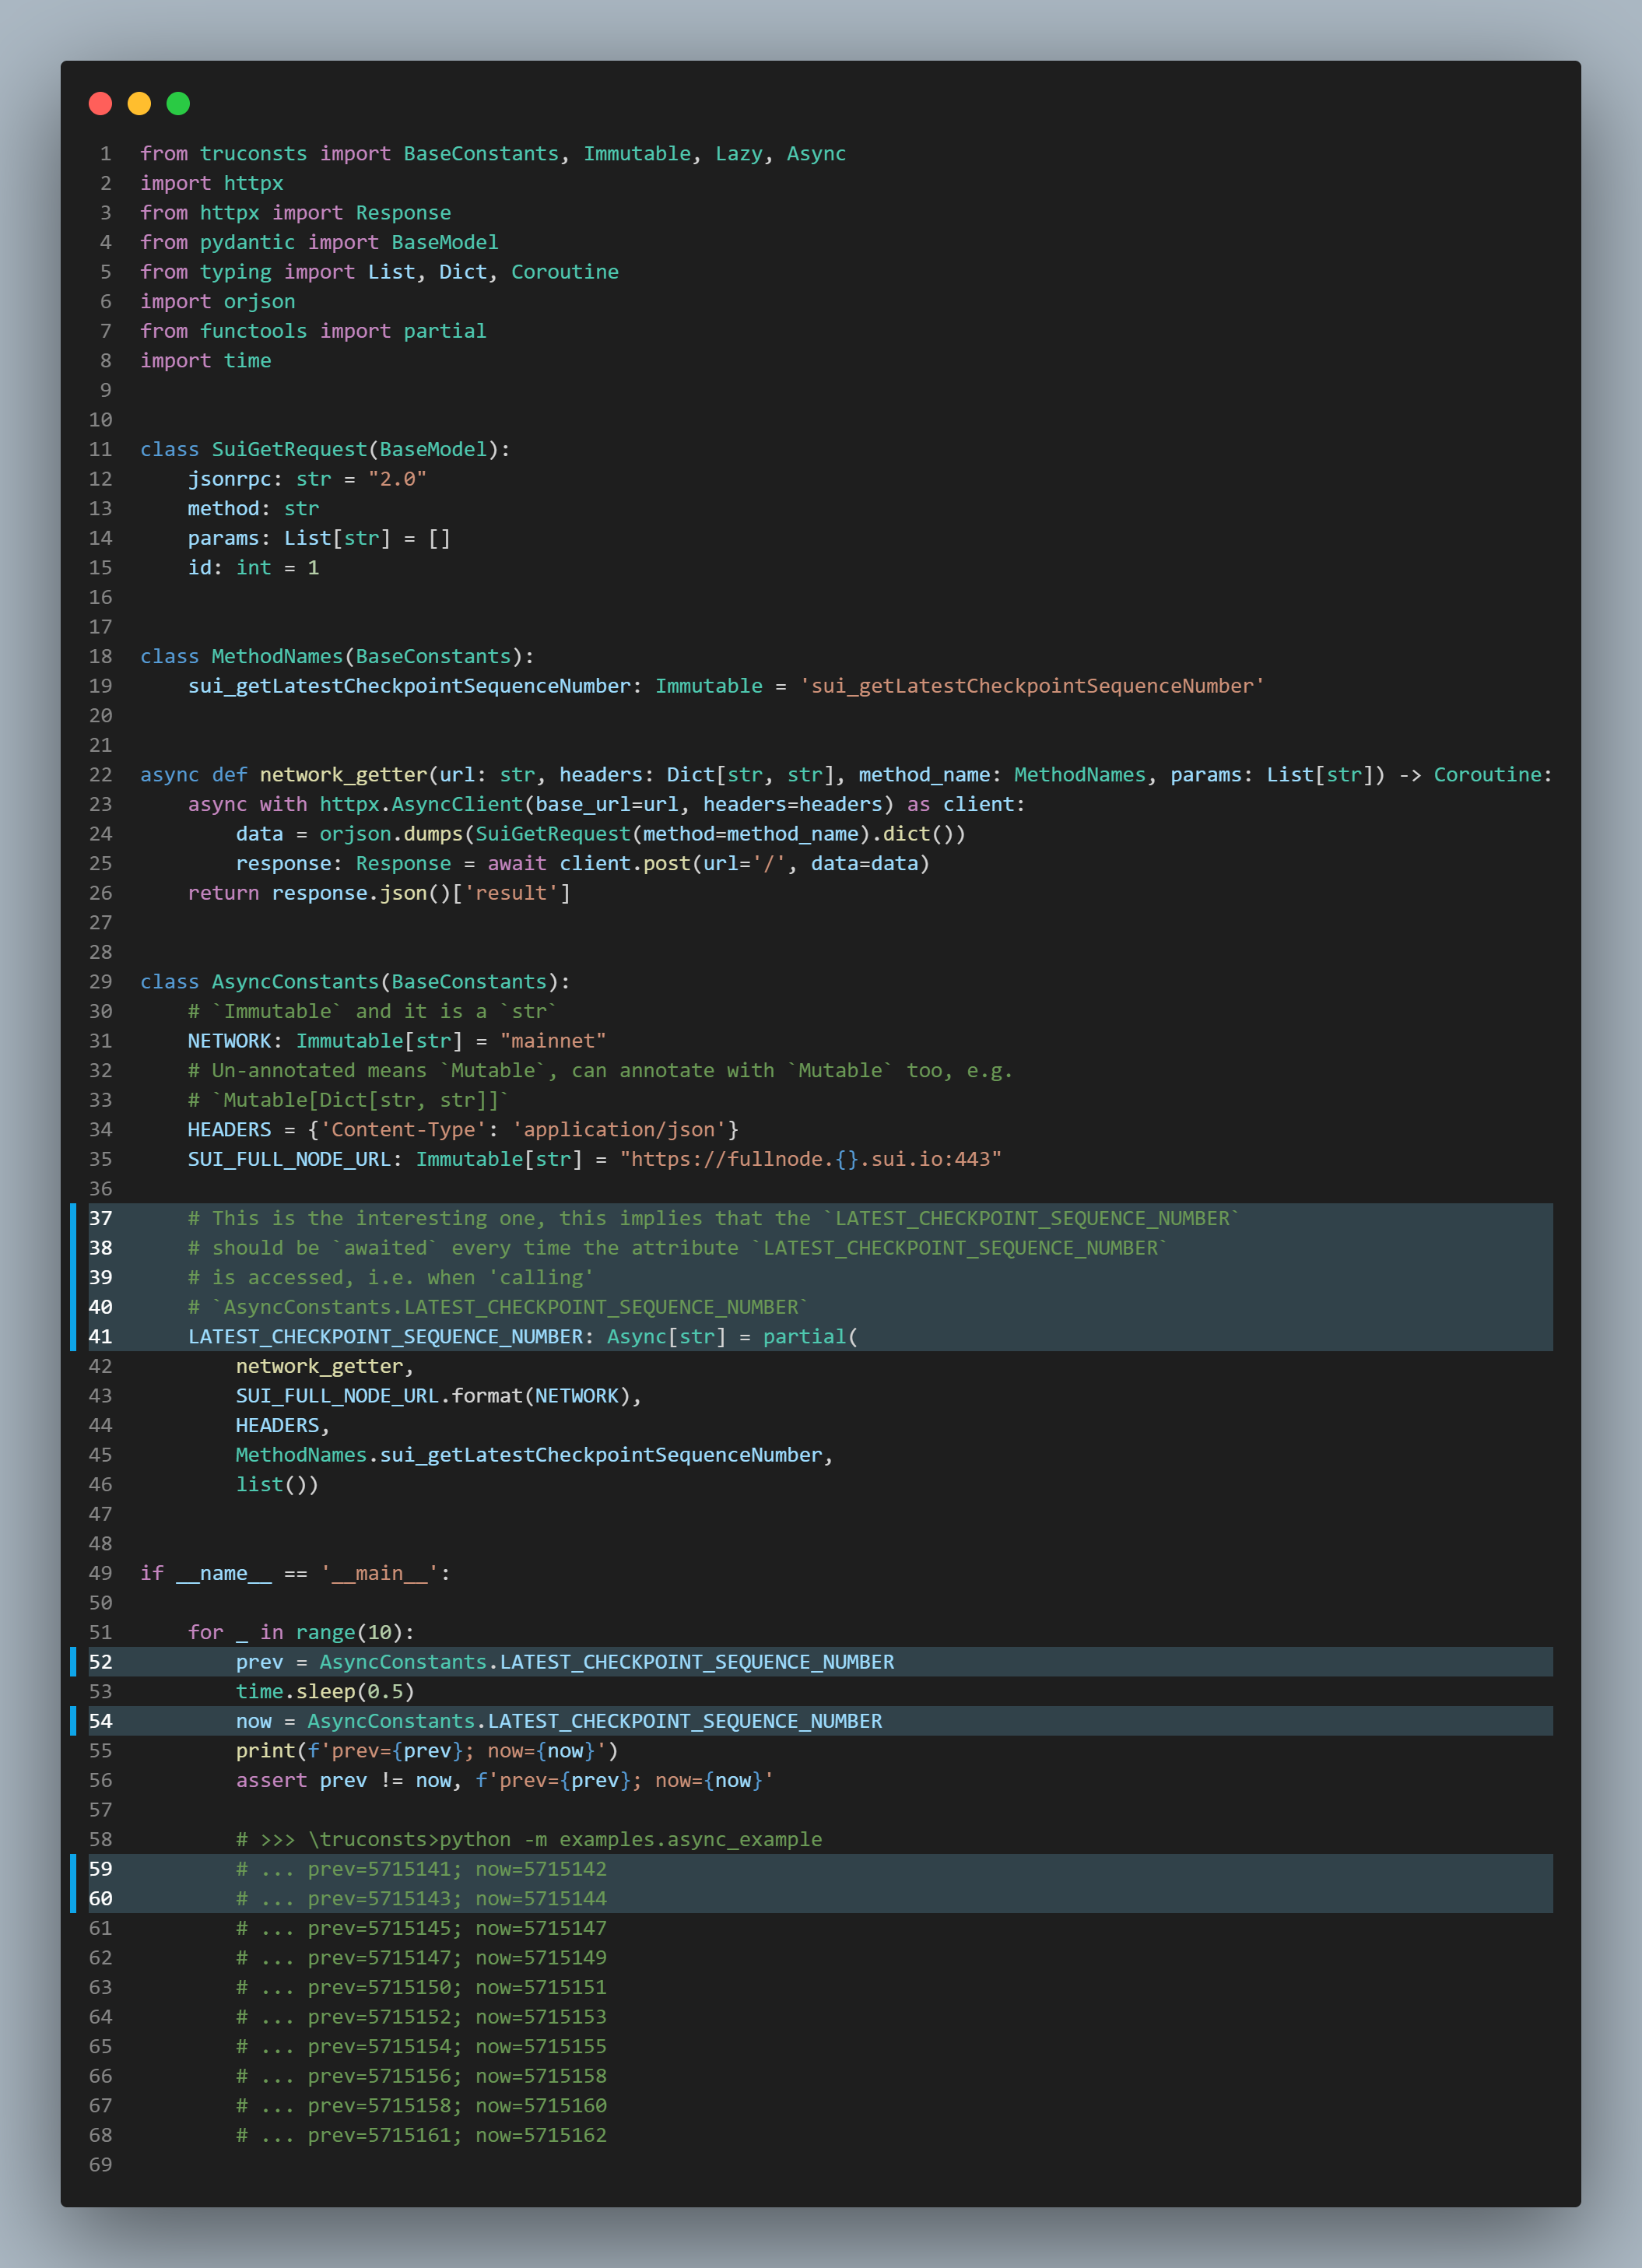 1 from truconsts import BaseConstants, Immutable, Lazy, Async
2 import httpx
3 from httpx import Response
4 from pydantic import BaseModel
5 from typing import List, Dict, Coroutine
6 import orjson
7 from functools import partial
8 import time
9
10
11 class SuiGetRequest(BaseModel):
12     jsonrpc: str = "2.0"
13     method: str
14     params: List[str] = []
15     id: int = 1
16
17
18 class MethodNames(BaseConstants):
19     sui_getLatestCheckpointSequenceNumber: Immutable = 'sui_getLatestCheckpointSequenceNumber'
20
21
22 async def network_getter(url: str, headers: Dict[str, str], method_name: MethodNames, params: List[str]) -> Coroutine:
23     async with httpx.AsyncClient(base_url=url, headers=headers) as client:
24         data = orjson.dumps(SuiGetRequest(method=method_name).dict())
25         response: Response = await client.post(url='/', data=data)
26     return response.json()['result']
27
28
29 class AsyncConstants(BaseConstants):
30     # `Immutable` and it is a `str`
31     NETWORK: Immutable[str] = "mainnet"
32     # Un-annotated means `Mutable`, can annotate with `Mutable` too, e.g.
33     # `Mutable[Dict[str, str]]`
34     HEADERS = {'Content-Type': 'application/json'}
35     SUI_FULL_NODE_URL: Immutable[str] = "https://fullnode.{}.sui.io:443"
36
37     # This is the interesting one, this implies that the `LATEST_CHECKPOINT_SEQUENCE_NUMBER`
38     # should be `awaited` every time the attribute `LATEST_CHECKPOINT_SEQUENCE_NUMBER`
39     # is accessed, i.e. when 'calling'
40     # `AsyncConstants.LATEST_CHECKPOINT_SEQUENCE_NUMBER`
41     LATEST_CHECKPOINT_SEQUENCE_NUMBER: Async[str] = partial(
42         network_getter,
43         SUI_FULL_NODE_URL.format(NETWORK),
44         HEADERS,
45         MethodNames.sui_getLatestCheckpointSequenceNumber,
46         list())
47
48
49 if __name__ == '__main__':
50
51     for _ in range(10):
52         prev = AsyncConstants.LATEST_CHECKPOINT_SEQUENCE_NUMBER
53         time.sleep(0.5)
54         now = AsyncConstants.LATEST_CHECKPOINT_SEQUENCE_NUMBER
55         print(f'prev={prev}; now={now}')
56         assert prev != now, f'prev={prev}; now={now}'
57
58         # >>> \truconsts>python -m examples.async_example
59         # ... prev=5715141; now=5715142
60         # ... prev=5715143; now=5715144
61         # ... prev=5715145; now=5715147
62         # ... prev=5715147; now=5715149
63         # ... prev=5715150; now=5715151
64         # ... prev=5715152; now=5715153
65         # ... prev=5715154; now=5715155
66         # ... prev=5715156; now=5715158
67         # ... prev=5715158; now=5715160
68         # ... prev=5715161; now=5715162
69